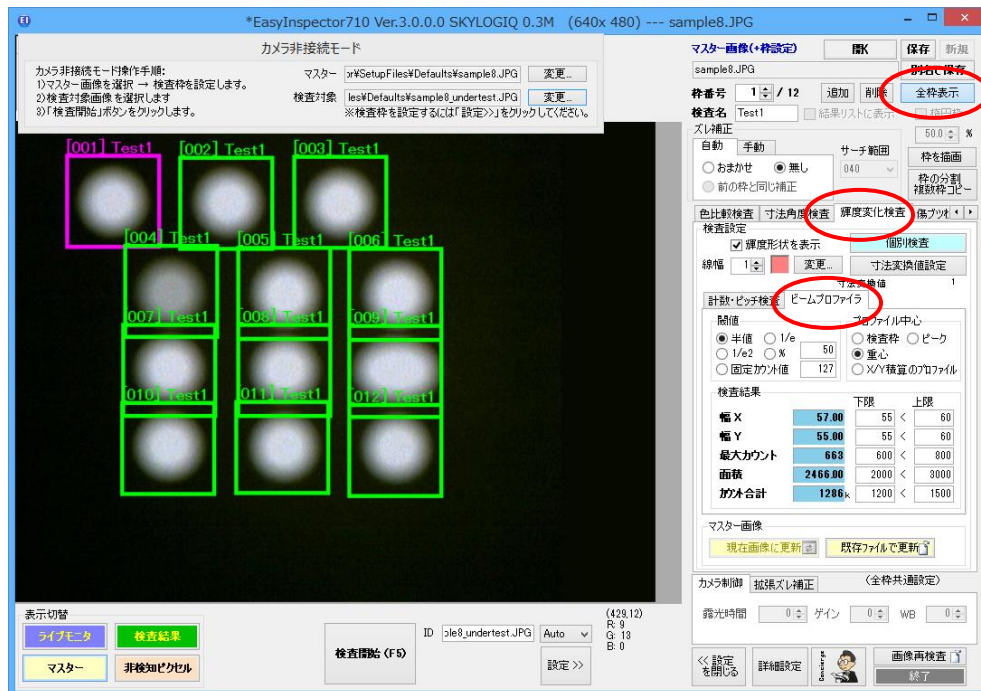 *EasyInspector710 Ver.3.0.0.0 SKYLOGIQ 0.3M (640x 480) --- sample8.JPG
カメラ非接続モード
カメラ非接続モード操作手順:
1)マスター画像を選択 → 検査枠を設定します。
2)検査対象画像を選択します
3)「検査開始」ボタンをクリックします。
マスター or¥SetupFiles¥Defaults¥sample8.JPG 変更...
検査対象 les¥Defaults¥sample8_undertest.JPG 変更...
※検査枠を設定するには「設定>>」をクリックしてください。
[001] Test1 [002] Test1 [003] Test1
[004] Test1 [005] Test1 [006] Test1
[007] Test1 [008] Test1 [009] Test1
[010] Test1 [011] Test1 [012] Test1
マスター画像(+枠設定) 開く 保存 新規
sample8.JPG 別名で保存
枠番号 1 / 12 追加 削除 全枠表示
検査名 Test1 結果リストに表示 楕円枠
ズレ補正 50.0 %
自動 手動 サーチ範囲 枠を描画
おまかせ 無し 040
前の枠と同じ補正 枠の分割
複数枠コピー
色比較検査 寸法角度検査 輝度変化検査
検査設定
輝度形状を表示 個別検査
線幅 1 変更... 寸法変換値設定
寸法変換値 1
計数・ピッチ検査 ビームプロファイラ
閾値 プロファイル中心
半値 1/e 検査枠 ピーク
1/e2 % 50 重心
固定カウント値 127 X/Y積算のプロファイル
検査結果 下限 上限
幅 X 57.00 55 < 60
幅 Y 55.00 55 < 60
最大カウント 663 600 < 800
面積 2466.00 2000 < 3000
カウント合計 1286k 1200 < 1500
マスター画像
現在画像に更新 既存ファイルで更新
カメラ制御 拡張ズレ補正 (全枠共通設定)
露光時間 0 ゲイン 0 WB 0
<< 設定
を閉じる 詳細設定 Concierge 画像再検査
終了
表示切替
ライブモニタ 検査結果
マスター 非検知ピクセル
検査開始 (F5)
ID ple8_undertest.JPG Auto
設定 >>
(429,12)
R: 9
G: 13
B: 0